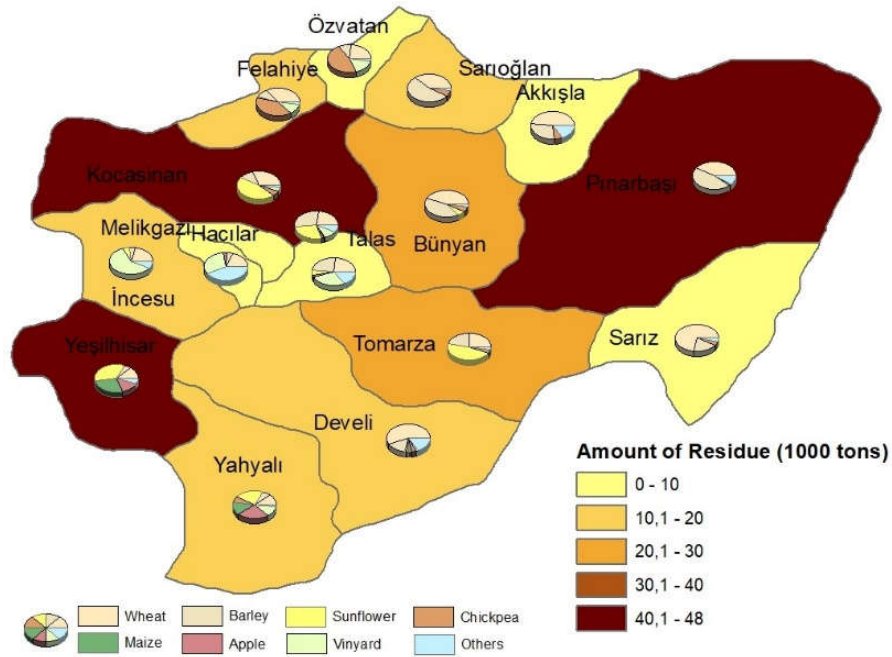 Özvatan
Felahiye
Sarıoğlan
Akkışla
Kocasinan
Pınarbaşı
Melikgazi
Hacılar
Talas
Bünyan
İncesu
Yeşilhisar
Tomarza
Sarız
Develi
Yahyalı
Amount of Residue (1000 tons)
0 - 10
10,1 - 20
20,1 - 30
30,1 - 40
40,1 - 48
Wheat Barley Sunflower Chickpea
Maize Apple Vinyard Others